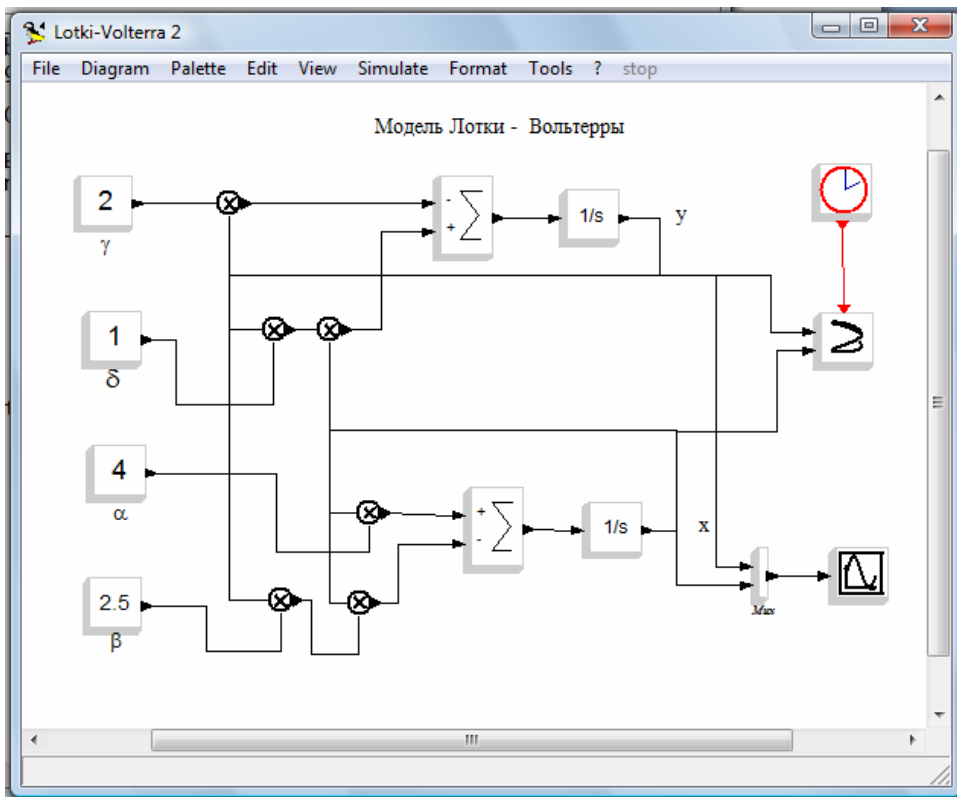 Lotki-Volterra 2
File Diagram Palette Edit View Simulate Format Tools ? stop
Модель Лотки - Вольтерры
2
γ
- +
Σ
1/s
y
1
δ
4
α
+ -
Σ
1/s
x
2.5
β
Mux